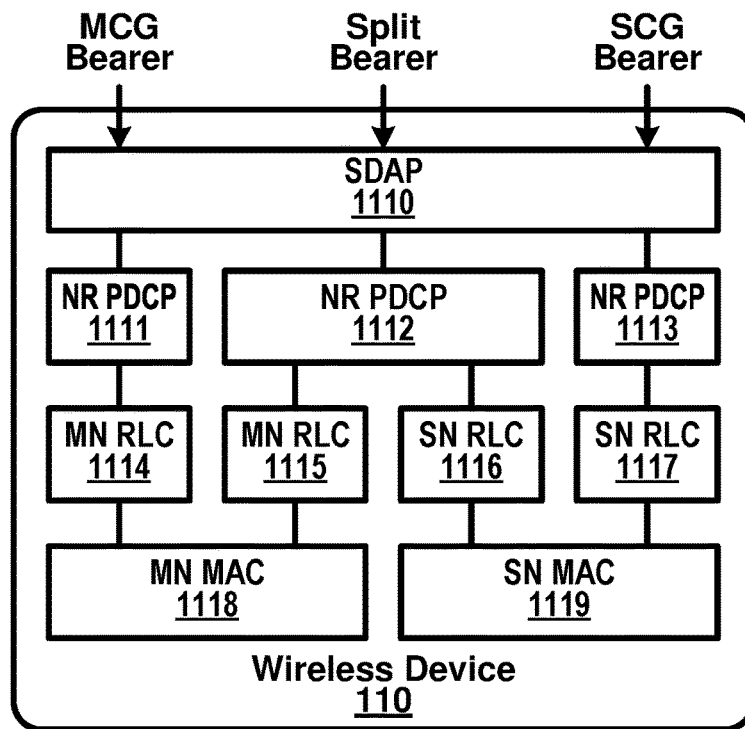 MCG Bearer
Split Bearer
SCG Bearer
SDAP
1110
NR PDCP
1111
NR PDCP
1112
NR PDCP
1113
MN RLC
1114
MN RLC
1115
SN RLC
1116
SN RLC
1117
MN MAC
1118
SN MAC
1119
Wireless Device
110